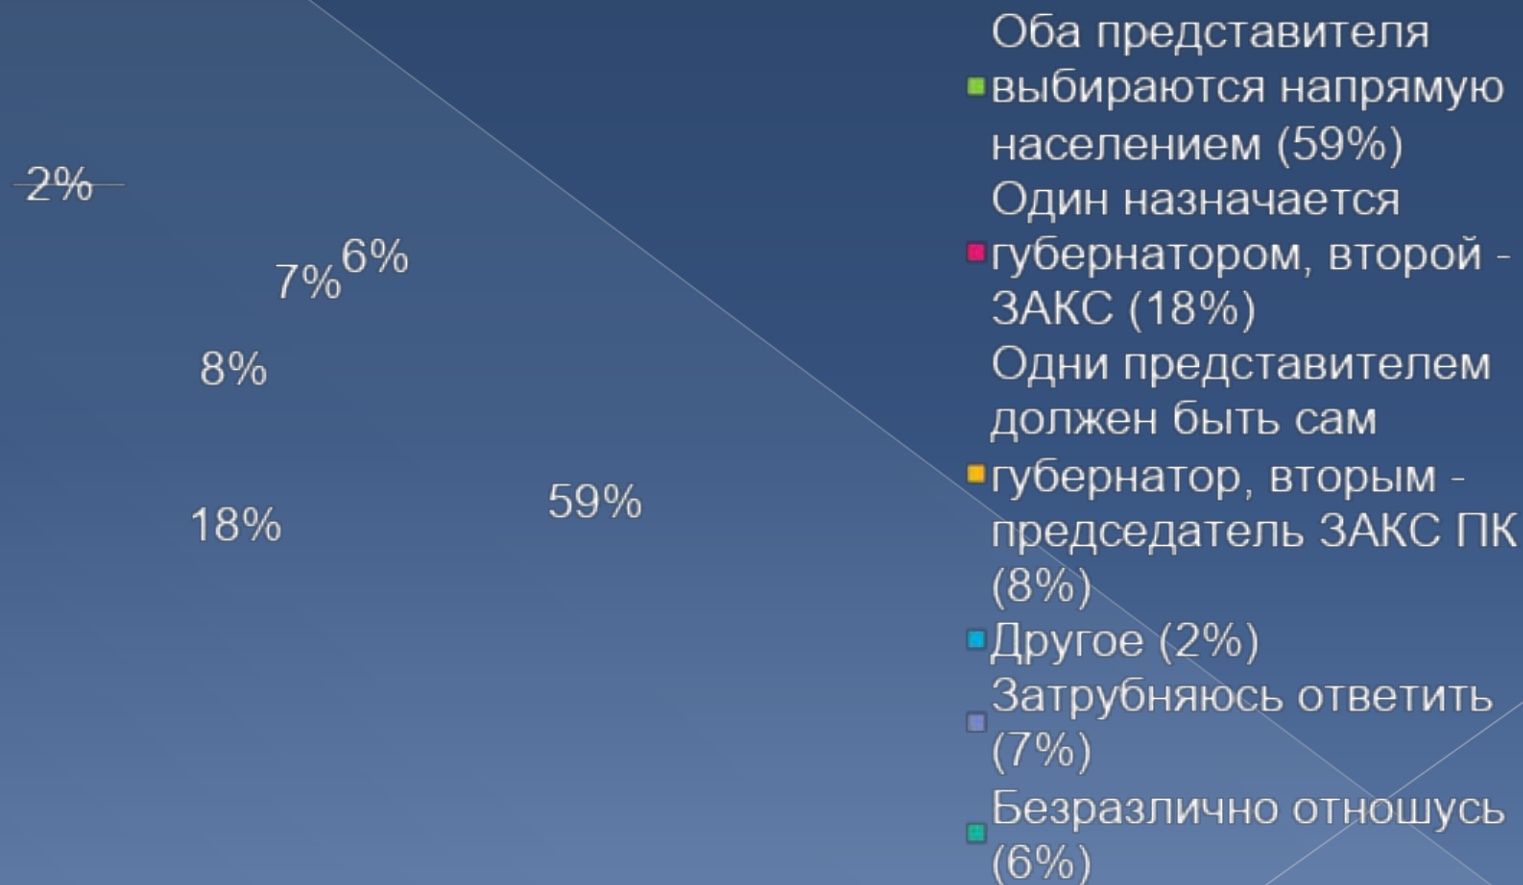 2%
6%
7%
8%
59%
18%
Оба представителя
выбираются напрямую
населением (59%)
Один назначается
губернатором, второй -
ЗАКС (18%)
Одни представителем
должен быть сам
губернатор, вторым -
председатель ЗАКС ПК
(8%)
Другое (2%)
Затрубняюсь ответить
(7%)
Безразлично отношусь
(6%)